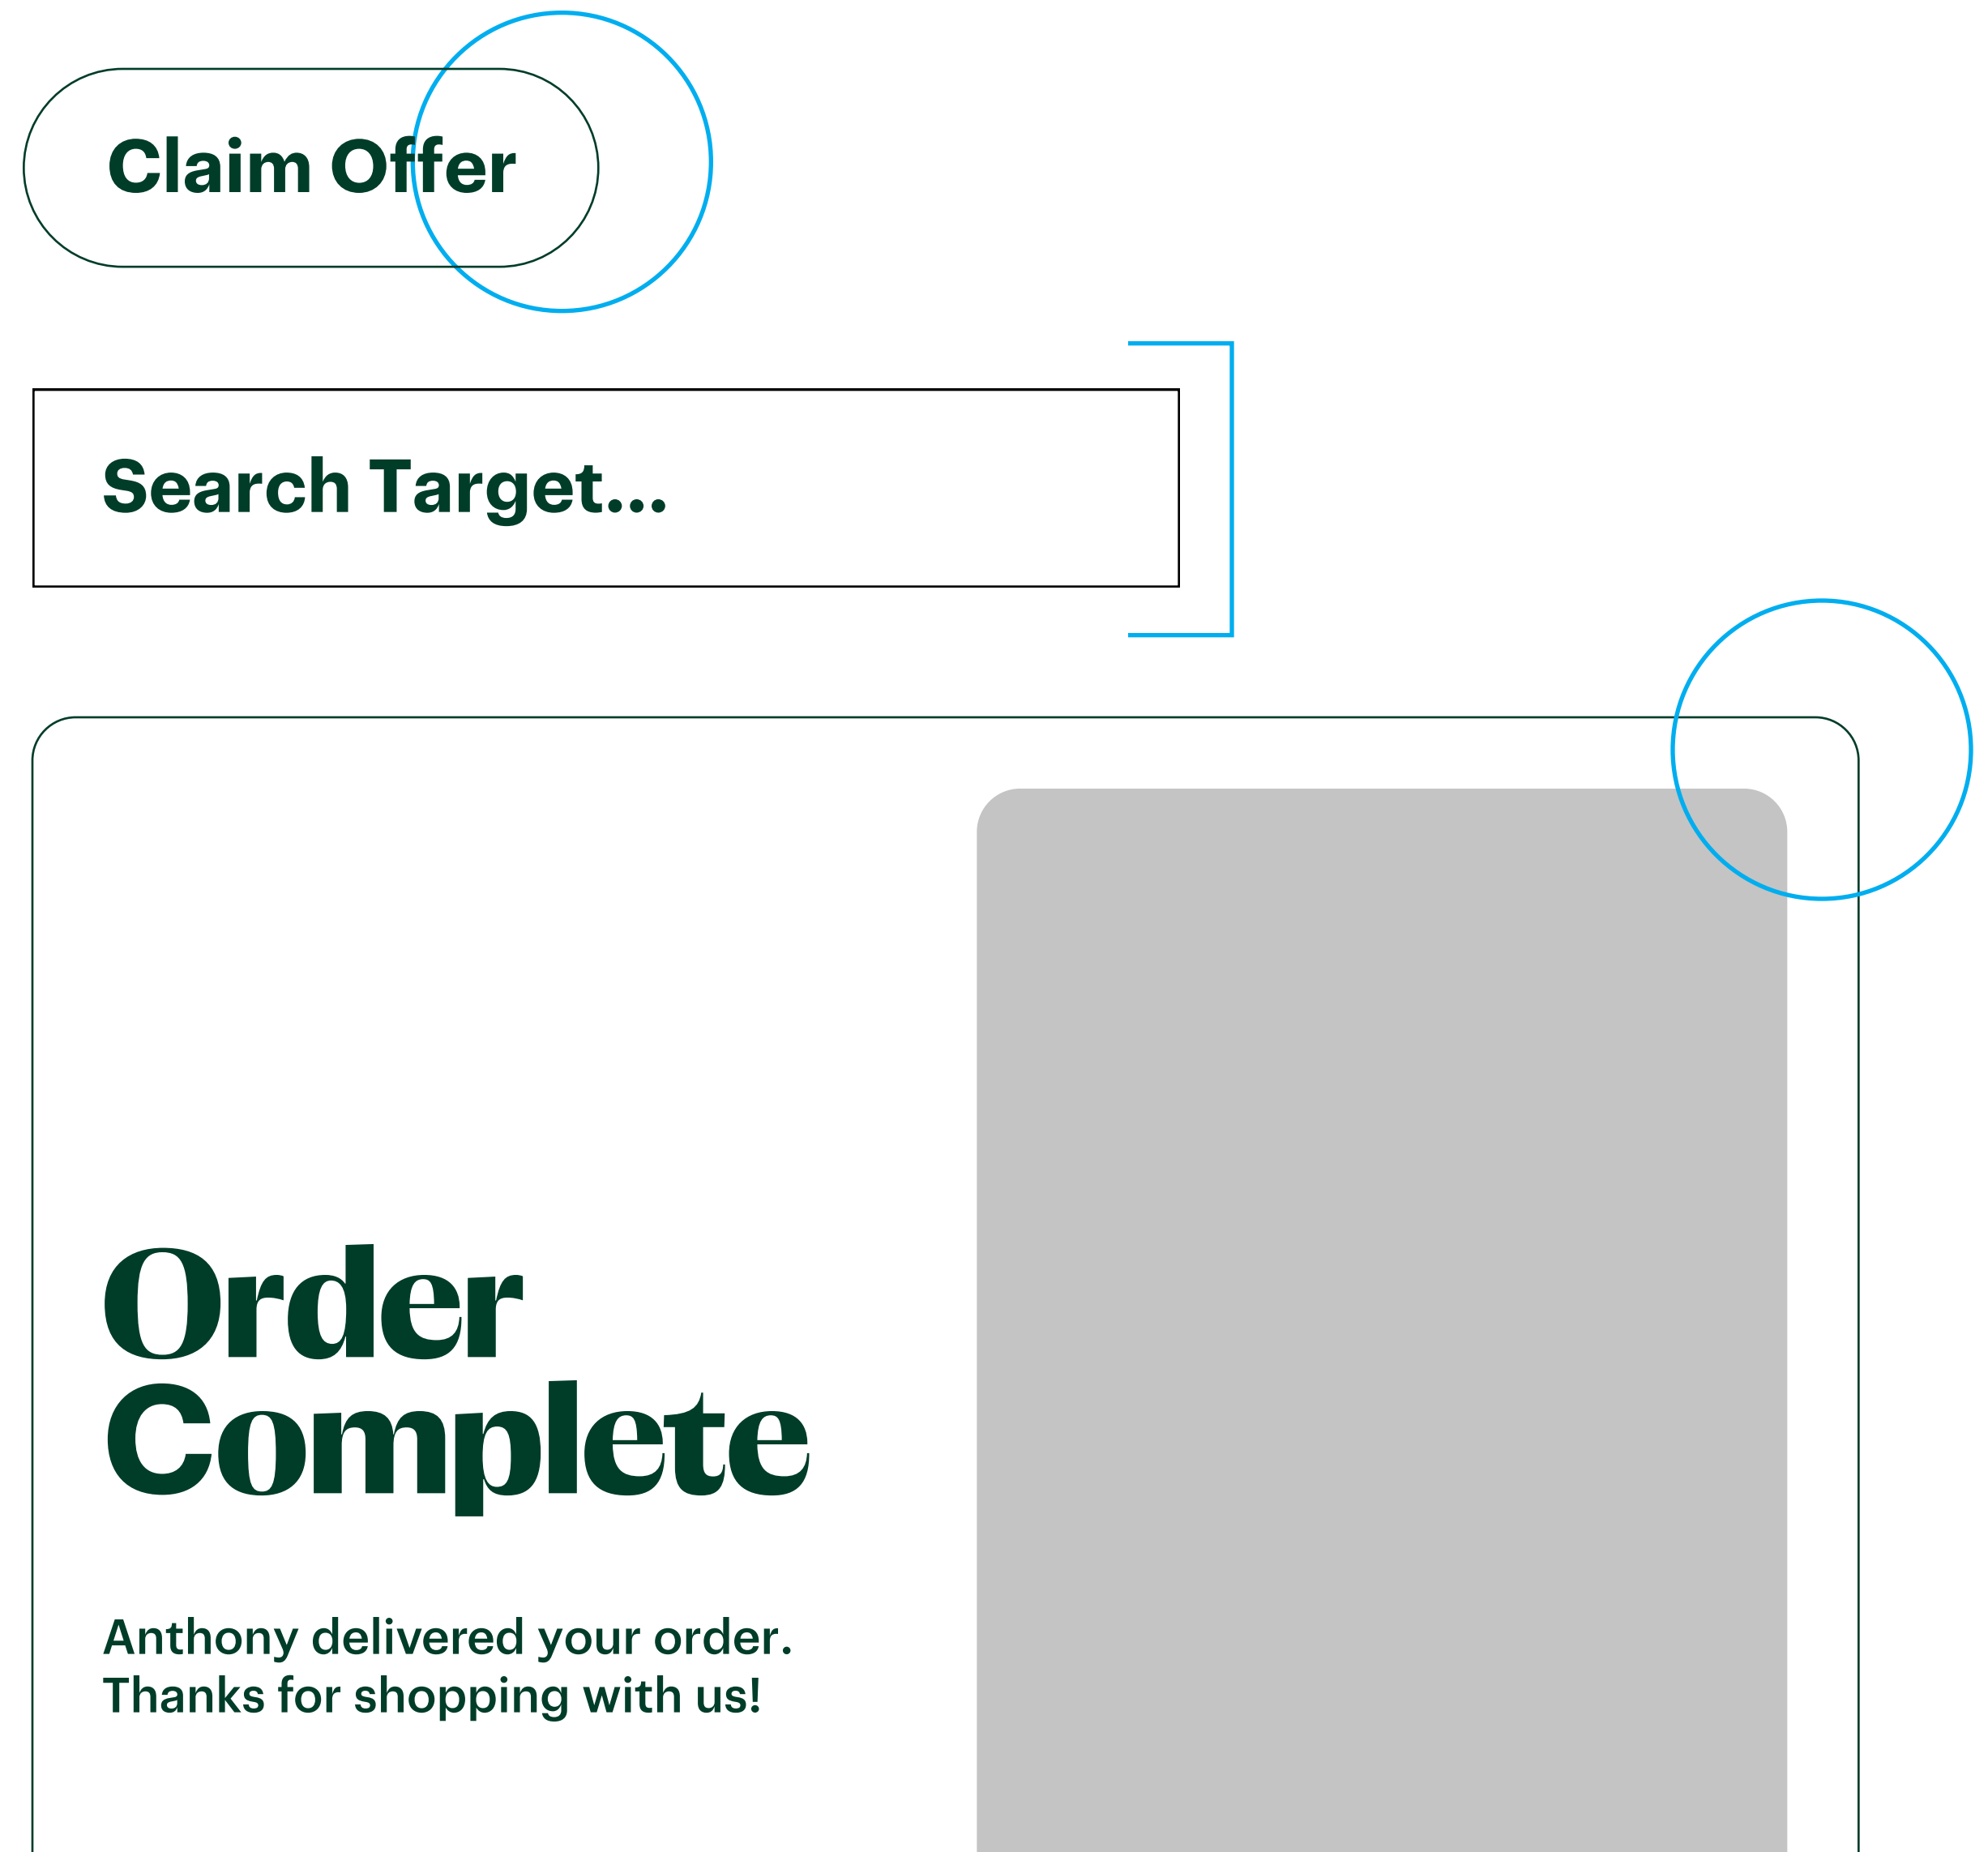 Claim Offer
Search Target...
Order
Complete
Anthony delivered your order.
Thanks for shopping with us!